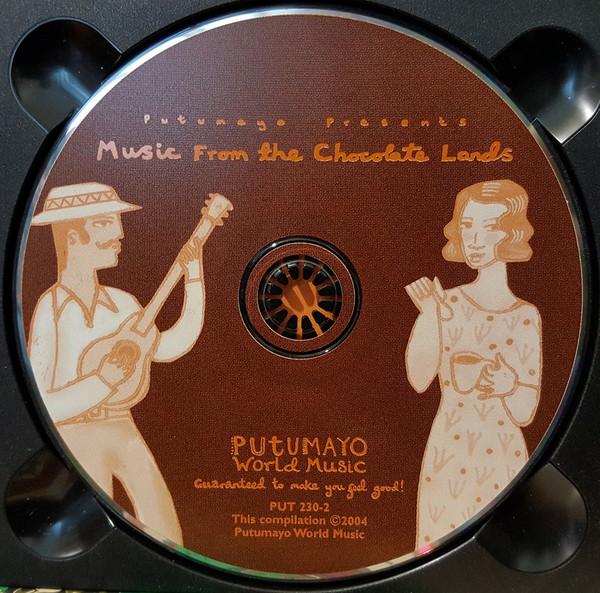 Putumayo Presents
Music From the Chocolate Lands
PUTUMAYO
World Music
Guaranteed to make you feel good!
PUT 230-2
This compilation ©2004
Putumayo World Music